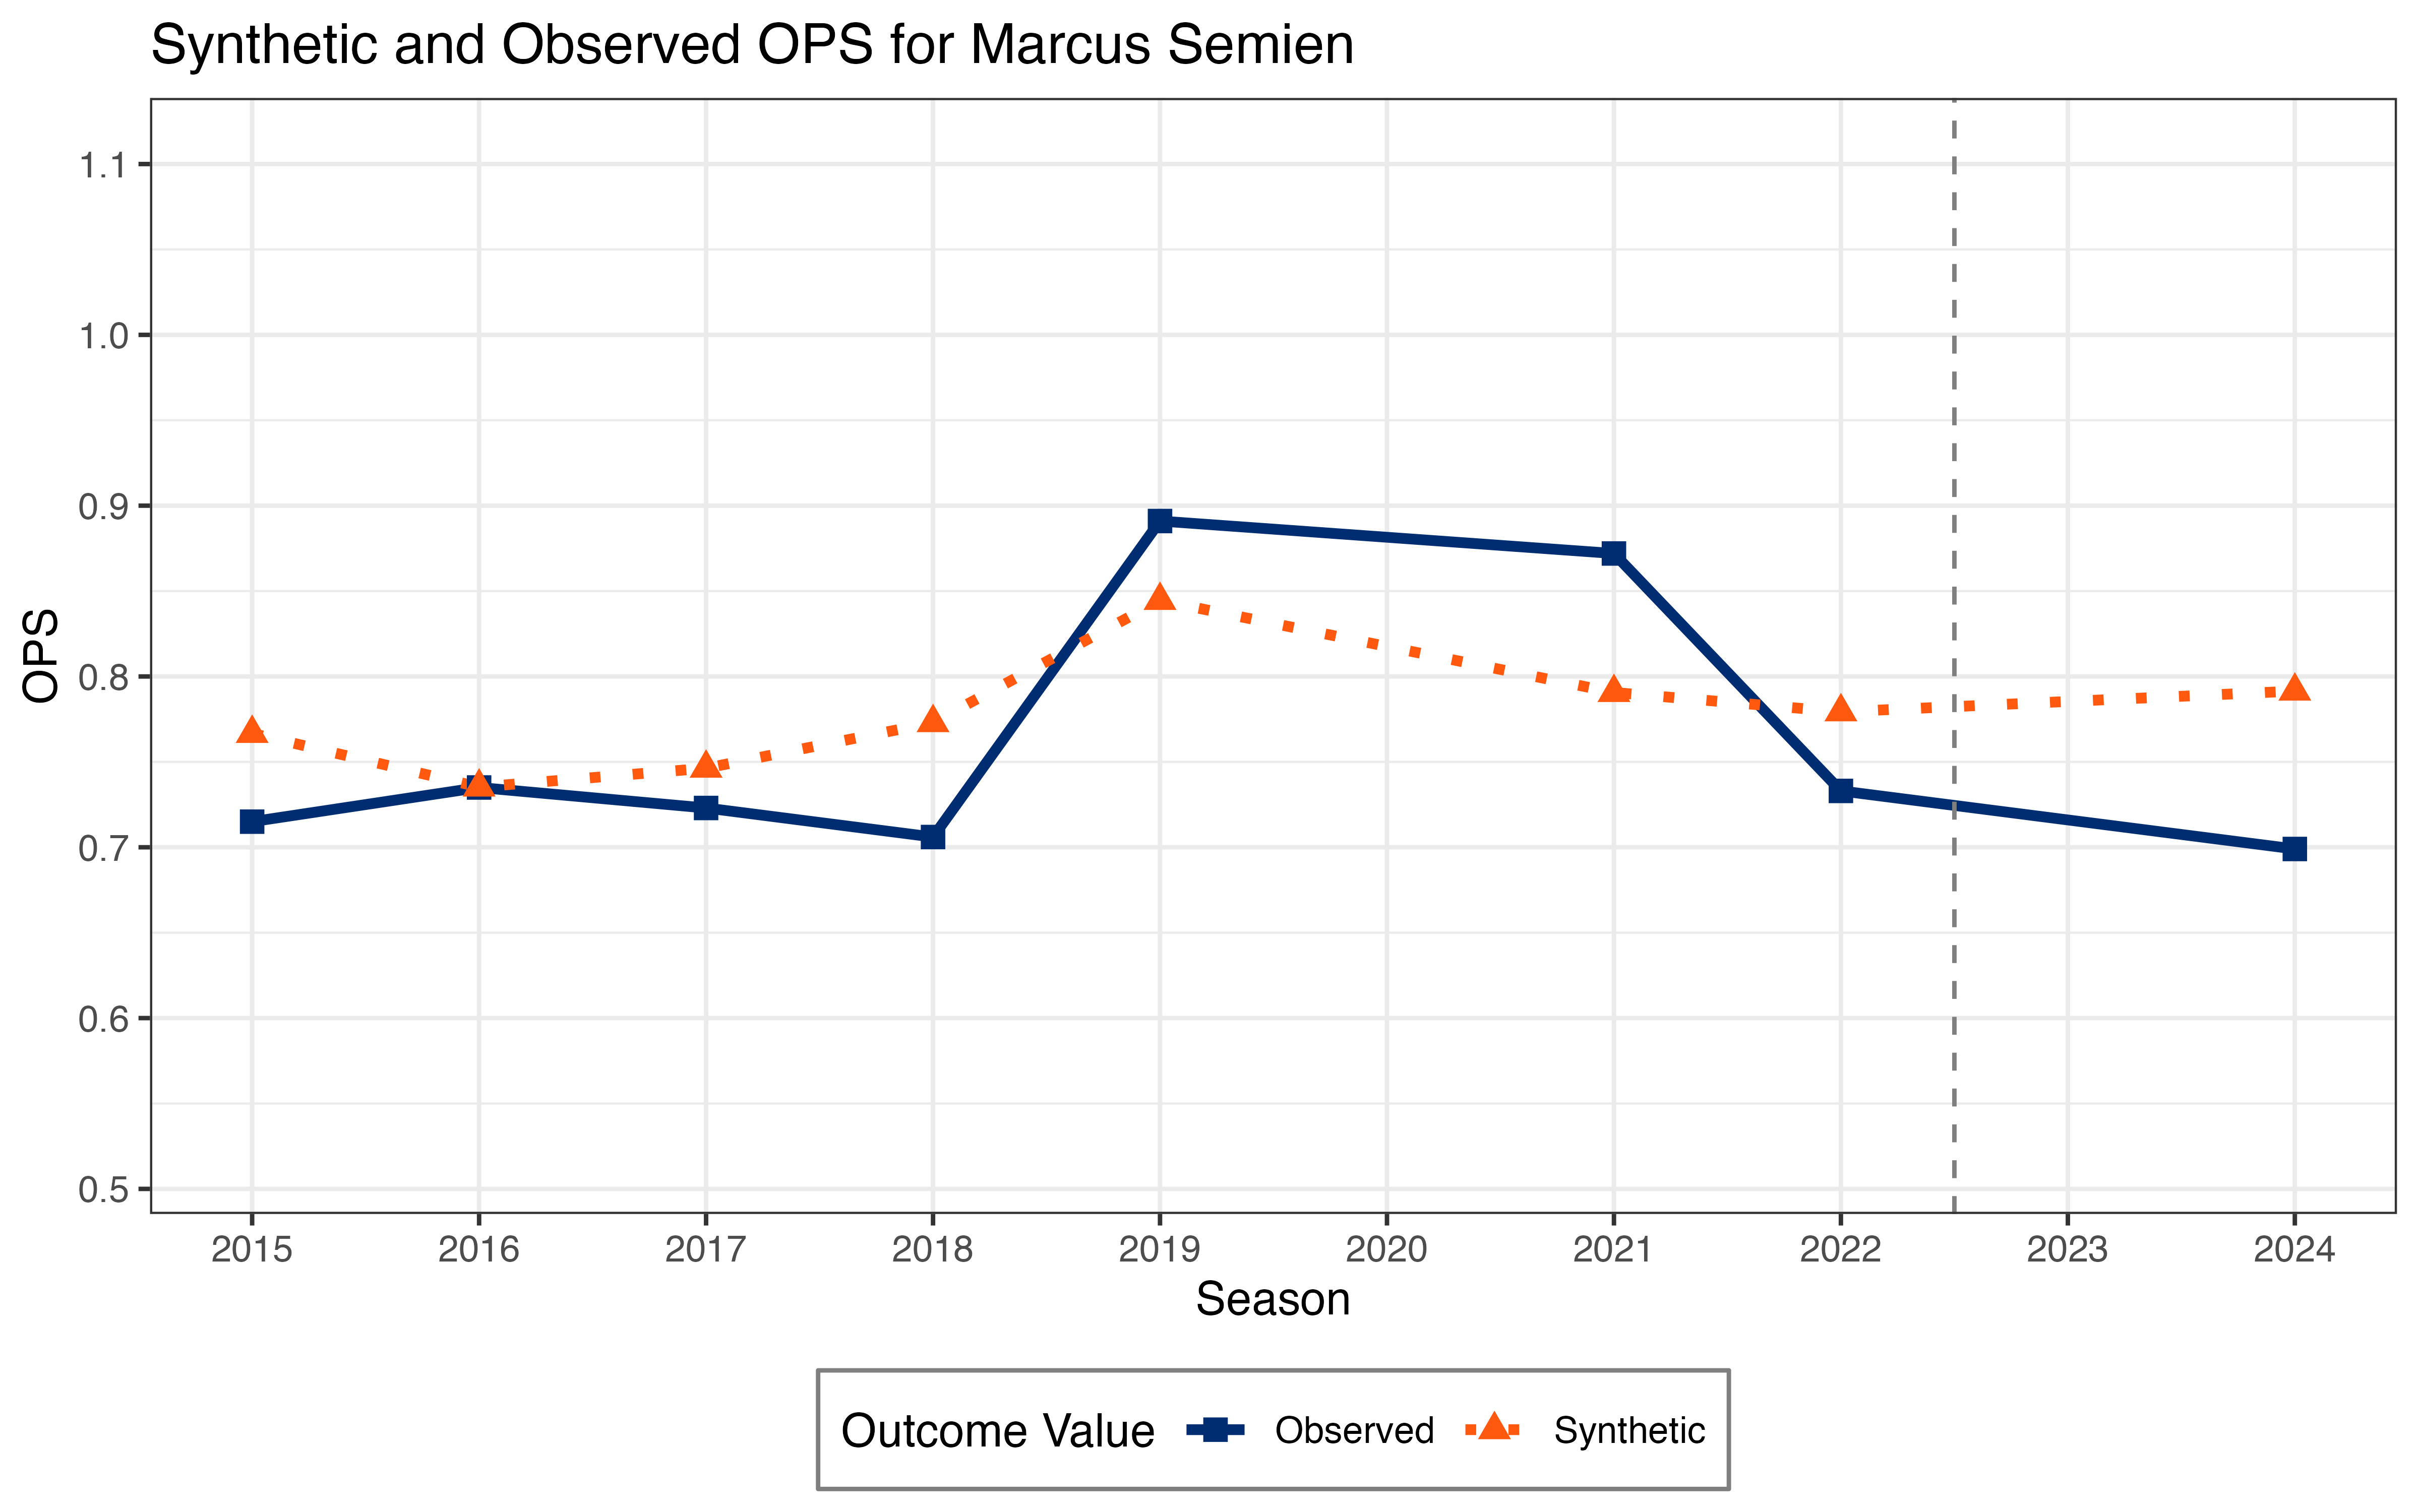 Synthetic and Observed OPS for Marcus Semien
OPS
1.1
1.0
0.9
0.8
0.7
0.6
0.5
2015 2016 2017 2018 2019 2020 2021 2022 2023 2024
Season
Outcome Value Observed Synthetic